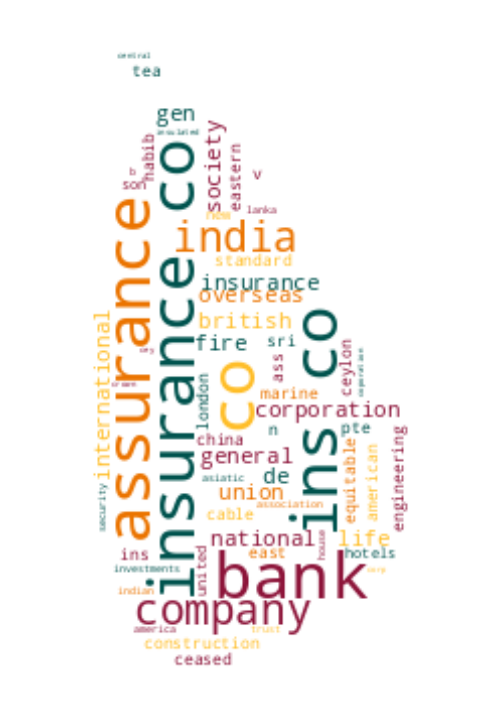 central
tea
gen
insulated
habib
society
eastern
b
son
v
lanka
new
india
standard
assurance
insurance co
insurance
overseas
international
british
fire
sri
ins co
co
ass
ceylon
corporation
london
marine
corporation
n
pte
china
general
equitable
american
engineering
asiatic
de
union
association
security
cable
national
life
house
ins
east
hotels
investments
united
bank
corp
indian
company
america
trust
construction
ceased